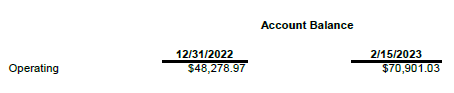 Account Balance
12/31/2022 2/15/2023
Operating $48,278.97 $70,901.03